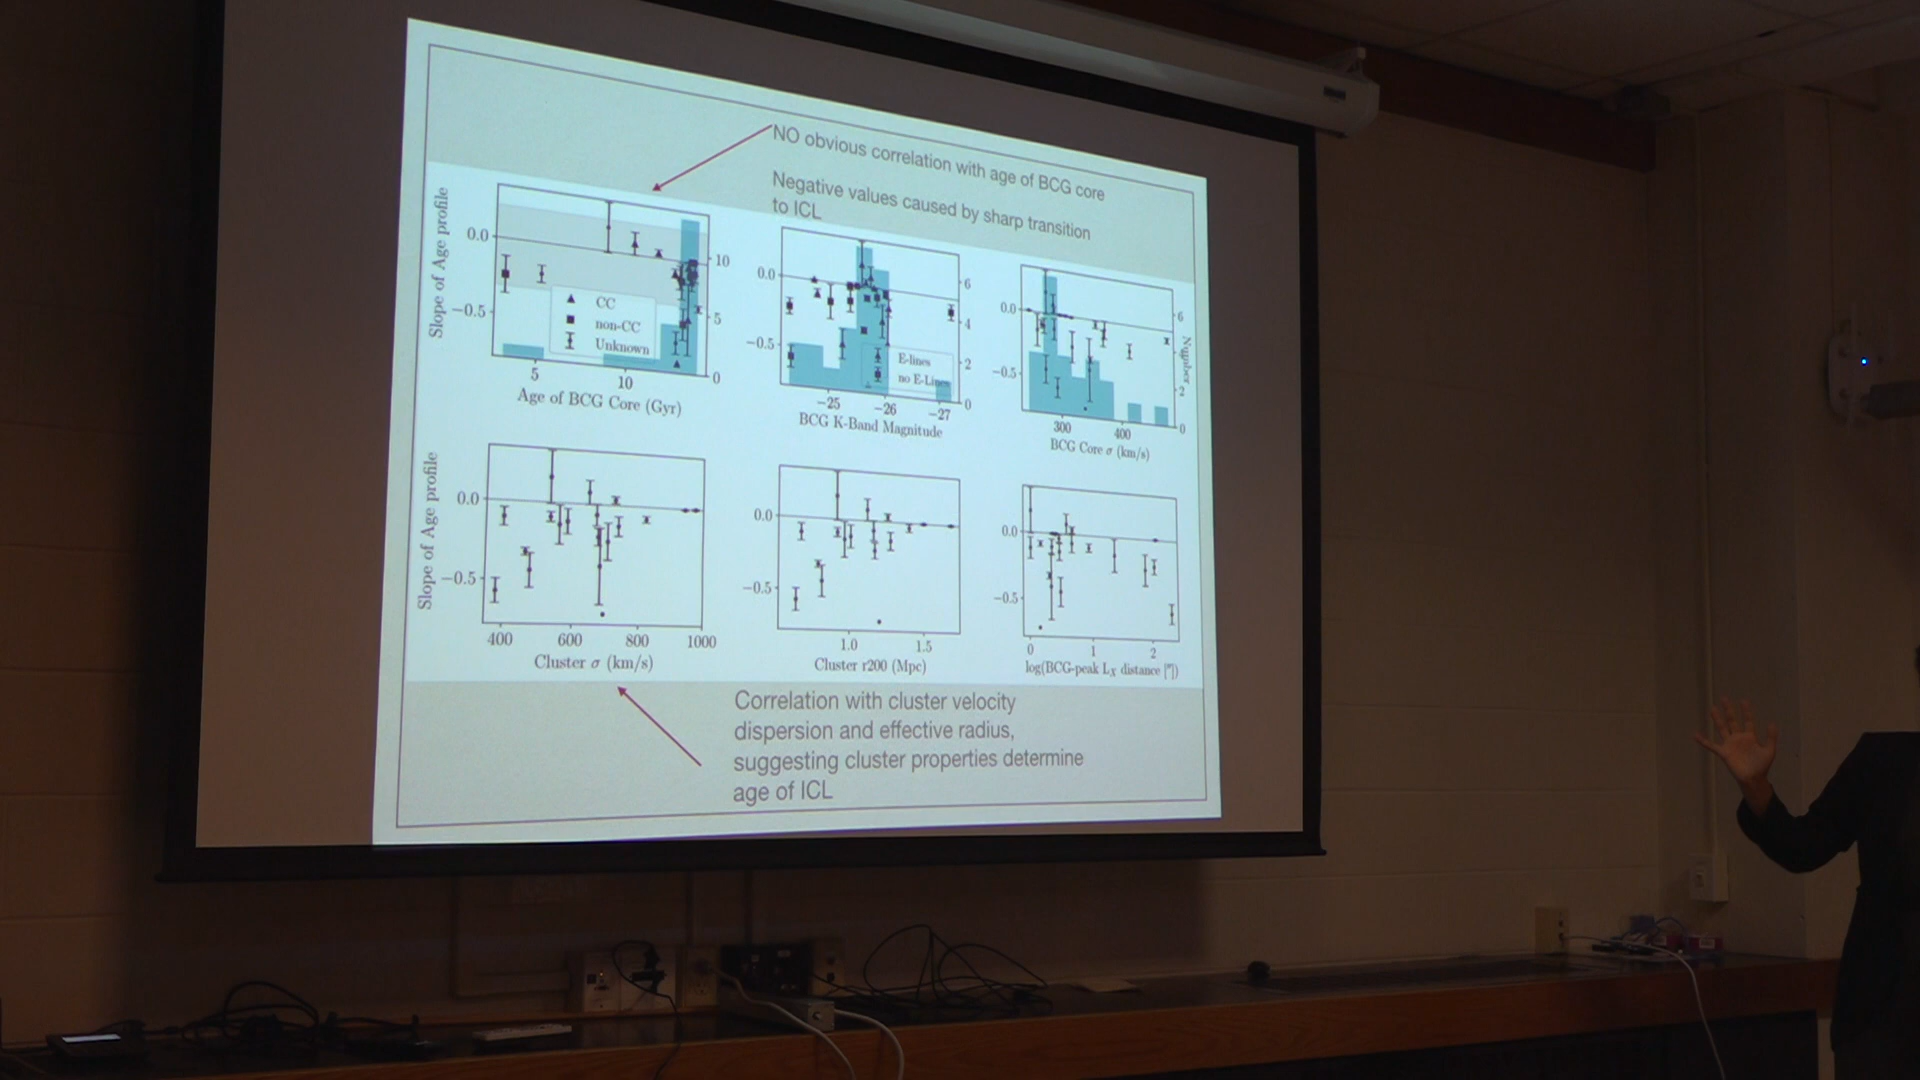 NO obvious correlation with age of BCG core
Negative values caused by sharp transition
to ICL
Slope of Age profile
0.0
−0.5
CC
non-CC
Unknown
10
5
0
5
10
Age of BCG Core (Gyr)
0.0
−0.5
E-lines
no E-Lines
6
4
2
0
−25
−26
−27
BCG K-Band Magnitude
0.0
−0.5
6
2
0
Number
300
400
BCG Core σ (km/s)
Slope of Age profile
0.0
−0.5
400
600
800
1000
Cluster σ (km/s)
0.0
−0.5
1.0
1.5
Cluster r200 (Mpc)
0.0
−0.5
0
1
2
log(BCG-peak Lx distance ["])
Correlation with cluster velocity
dispersion and effective radius,
suggesting cluster properties determine
age of ICL